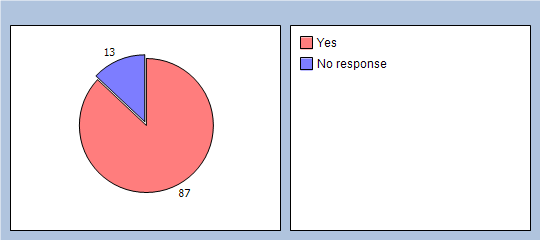 13
87
Yes
No response